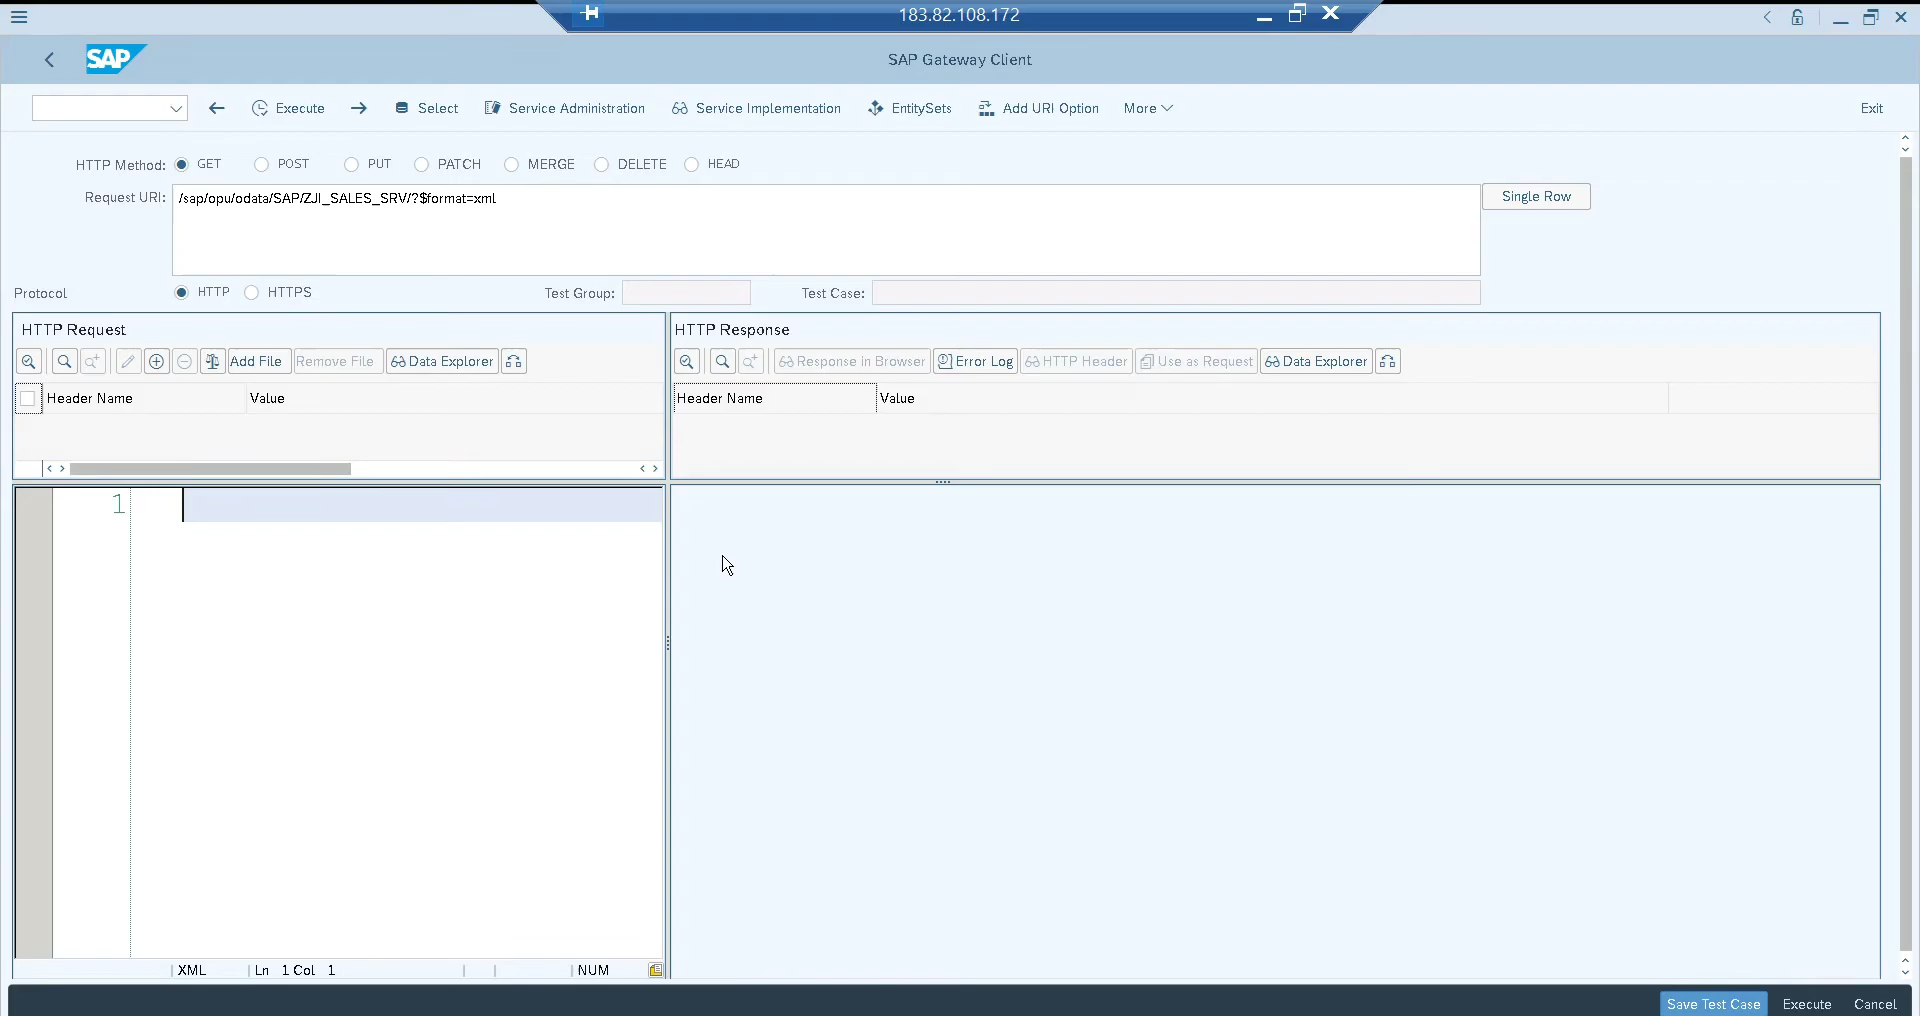 183.82.108.172
SAP
SAP Gateway Client
Execute Select Service Administration Service Implementation EntitySets Add URI Option More Exit
HTTP Method: GET POST PUT PATCH MERGE DELETE HEAD
Request URI: /sap/opu/odata/SAP/ZJI_SALES_SRV/?$format=xml Single Row
Protocol HTTP HTTPS Test Group: Test Case:
HTTP Request
Add File Remove File Data Explorer
Header Name Value
HTTP Response
Response in Browser Error Log HTTP Header Use as Request Data Explorer
Header Name Value
1
XML Ln 1 Col 1 NUM
Save Test Case Execute Cancel